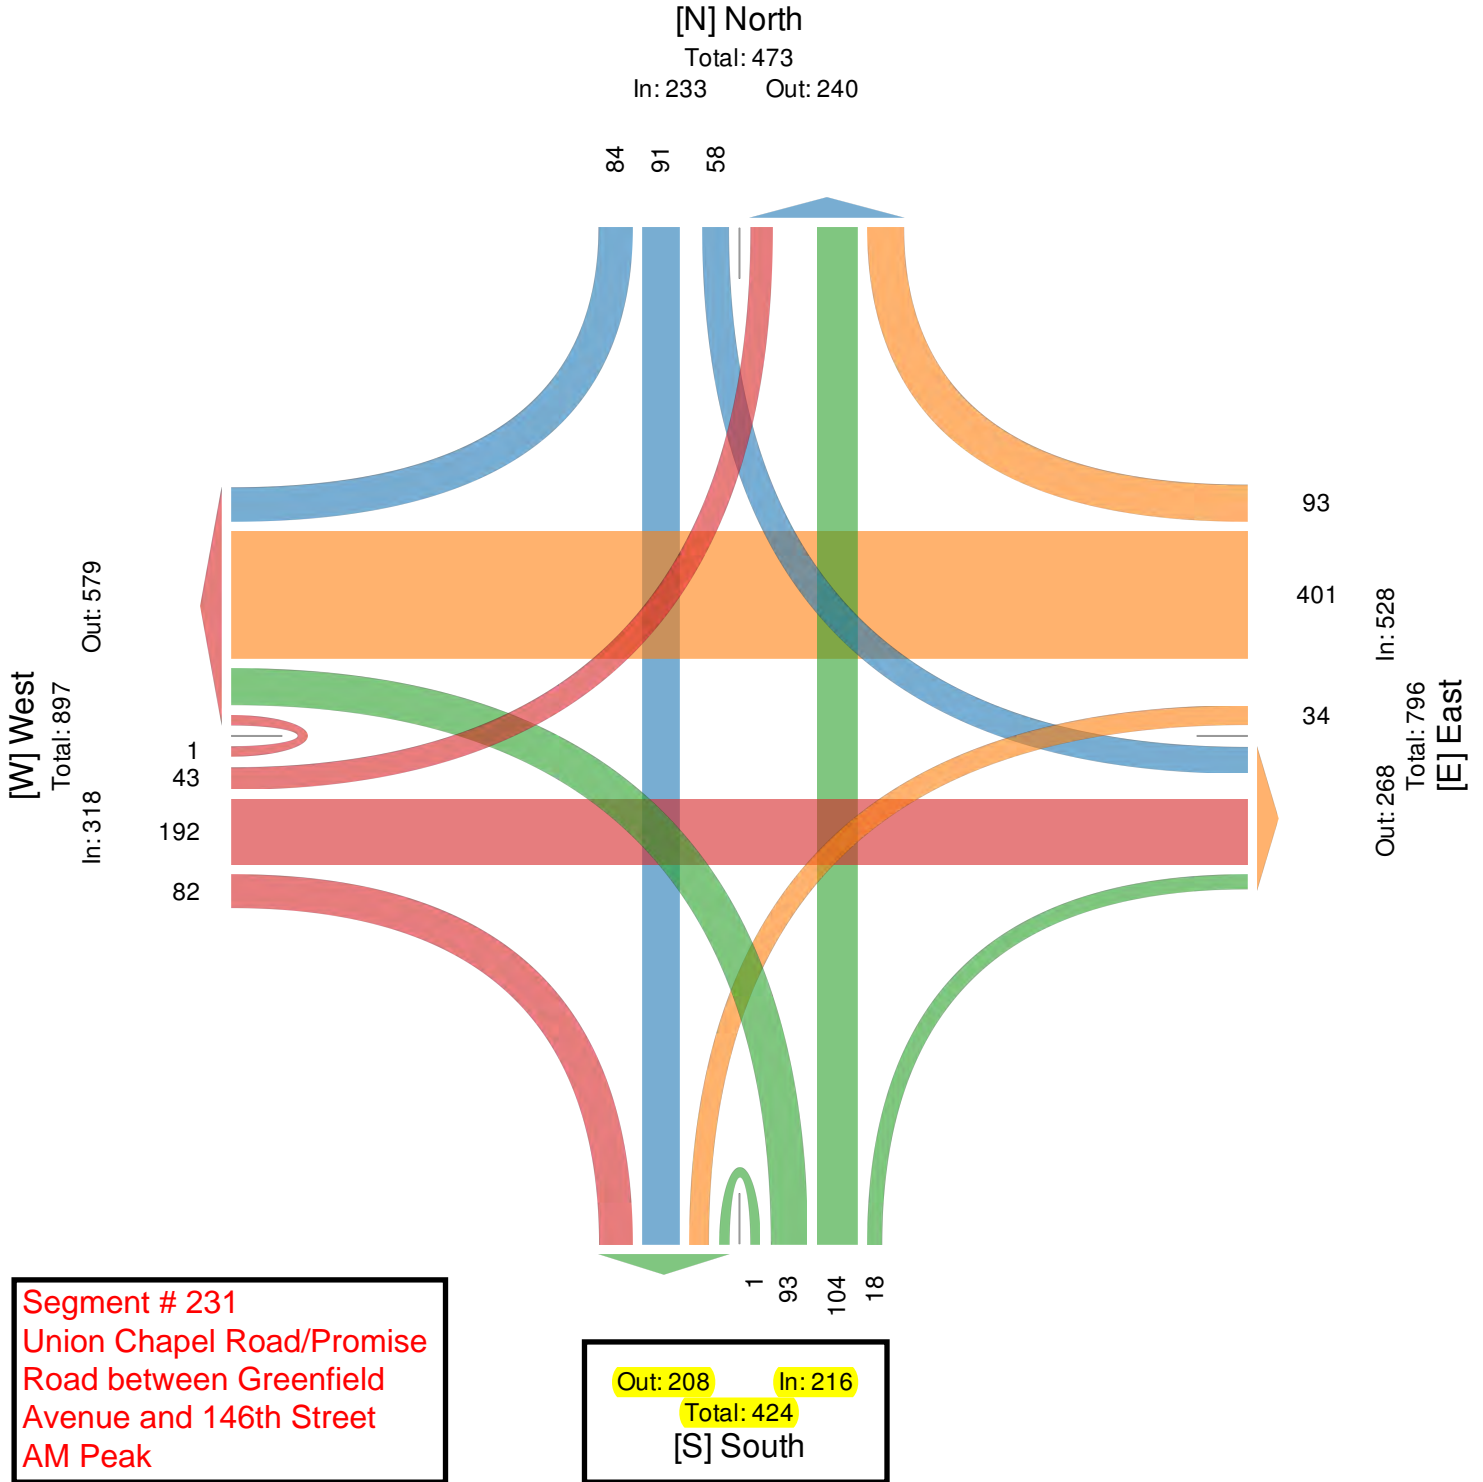 [N] North
Total: 473
In: 233 Out: 240
84 91 58
93
401
34
In: 528
Out: 268
Total: 796
[E] East
Out: 579
In: 318
Total: 897
[W] West
1
43
192
82
1 93 104 18
Out: 208 In: 216
Total: 424
[S] South
Segment # 231
Union Chapel Road/Promise
Road between Greenfield
Avenue and 146th Street
AM Peak